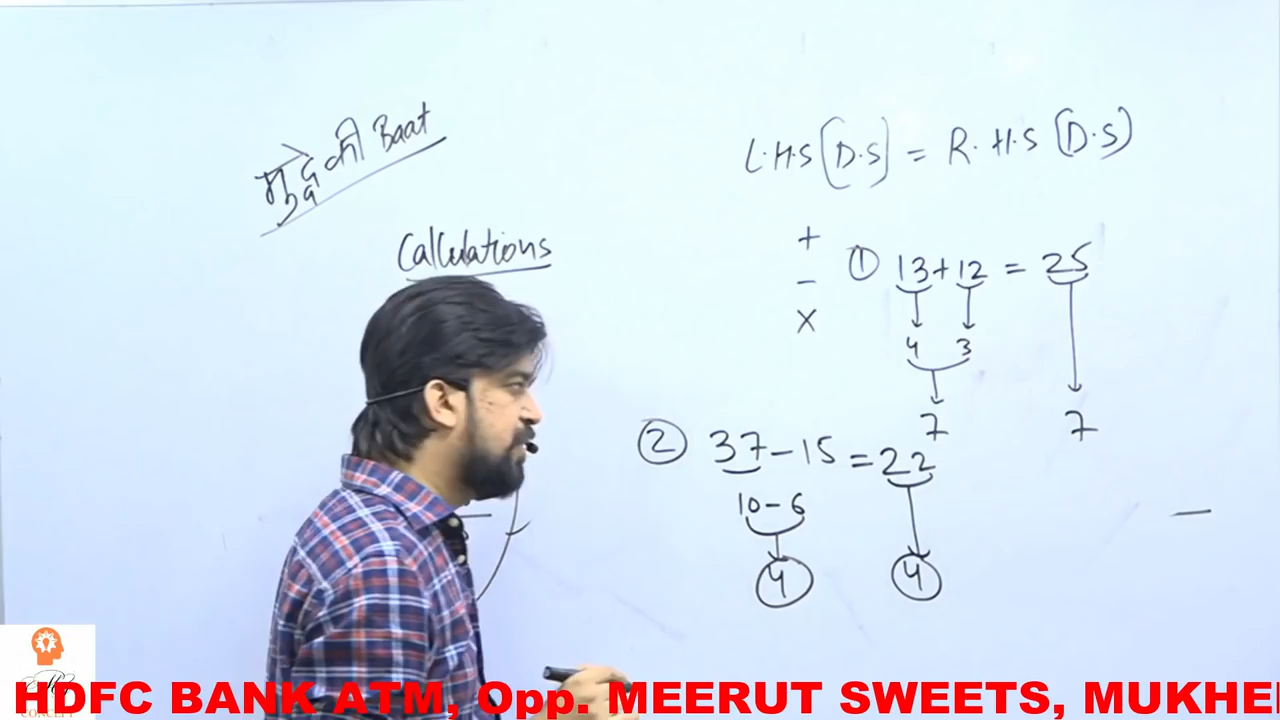 मुद्दे की Baat
Calculations
L.H.S (D.S) = R.H.S (D.S)
+
-
×
① 13+12 = 25
4 3
7 7
② 37-15 = 22
10-6
4 4
HDFC BANK ATM, Opp. MEERUT SWEETS, MUKHE
CONCEPT